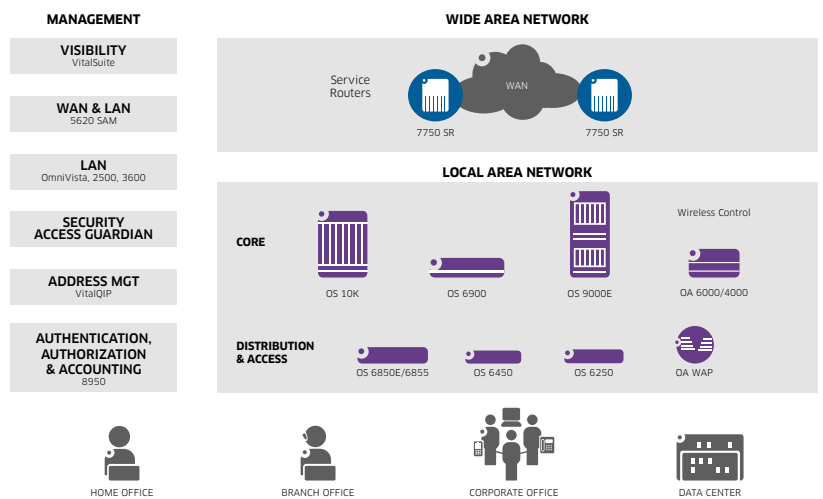 MANAGEMENT
VISIBILITY
VitalSuite
WAN & LAN
5620 SAM
LAN
OmniVista, 2500, 3600
SECURITY
ACCESS GUARDIAN
ADDRESS MGT
VitalQIP
AUTHENTICATION,
AUTHORIZATION
& ACCOUNTING
8950
WIDE AREA NETWORK
Service
Routers
WAN
7750 SR
7750 SR
LOCAL AREA NETWORK
Wireless Control
CORE
OS 10K
OS 6900
OS 9000E
OA 6000/4000
DISTRIBUTION
& ACCESS
OS 6850E/6855
OS 6450
OS 6250
OA WAP
HOME OFFICE
BRANCH OFFICE
CORPORATE OFFICE
DATA CENTER